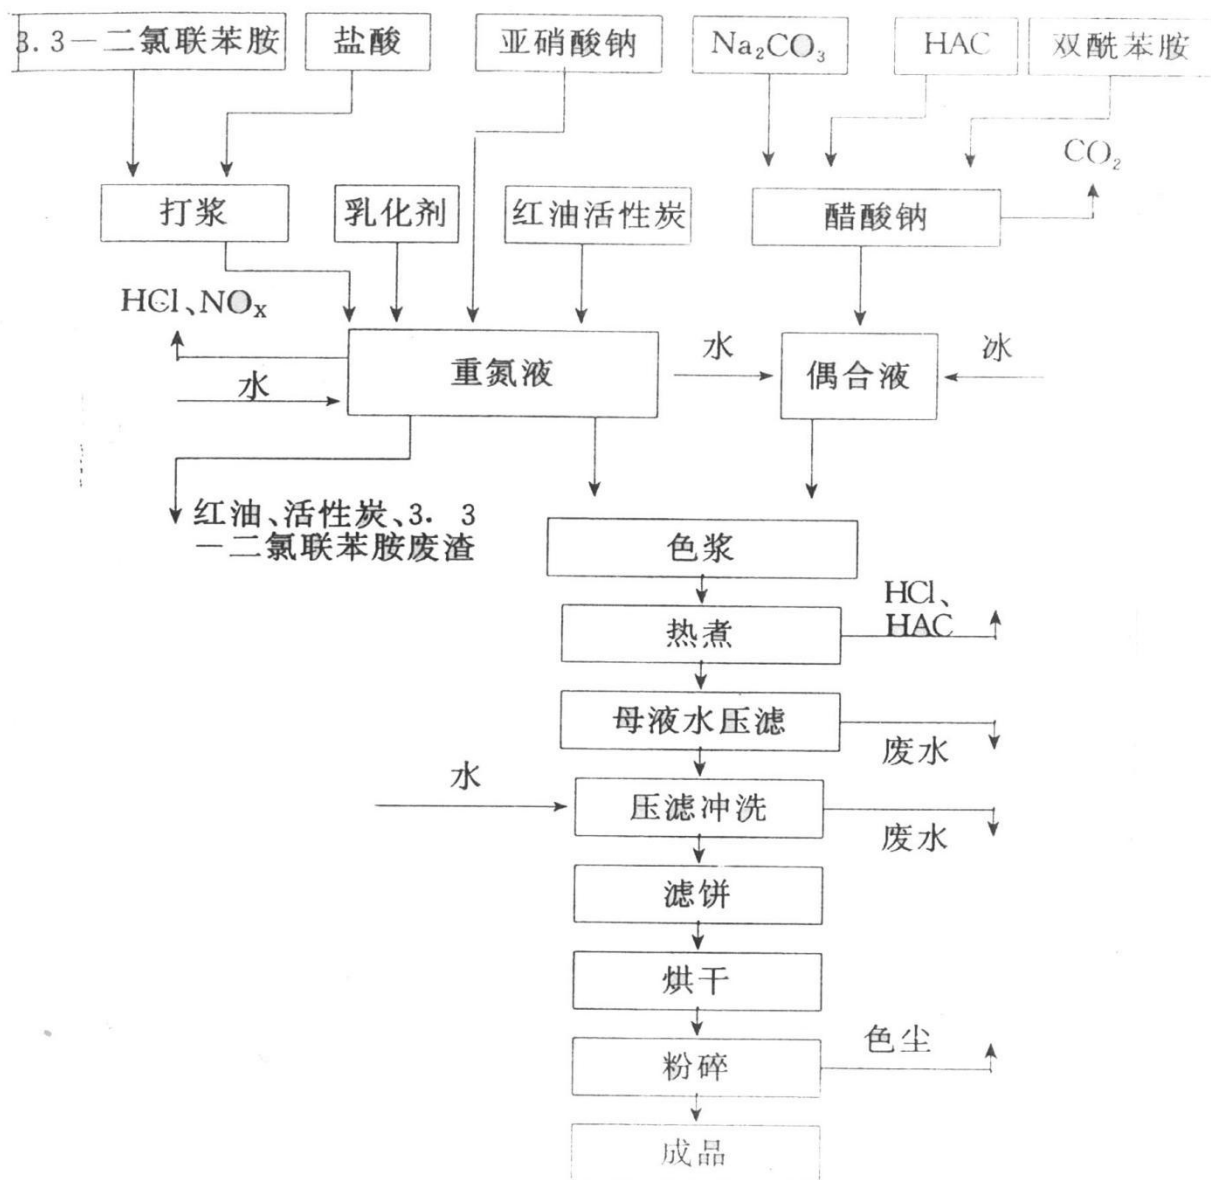 3.3－二氯联苯胺
盐酸
亚硝酸钠
Na₂CO₃
HAC
双酰苯胺
CO₂
打浆
乳化剂
红油活性炭
醋酸钠
HCl、NOₓ
水
重氮液
水
偶合液
冰
红油、活性炭、3．3
－二氯联苯胺废渣
色浆
HCl、
HAC
热煮
母液水压滤
废水
水
压滤冲洗
废水
滤饼
烘干
色尘
粉碎
成品